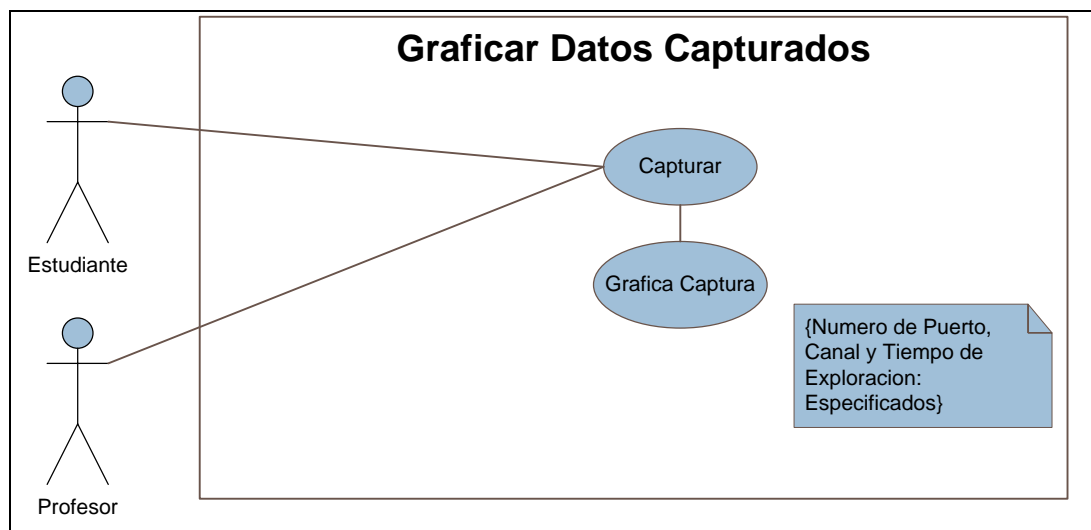 Graficar Datos Capturados
Capturar
Estudiante
Grafica Captura
{Numero de Puerto,
Canal y Tiempo de
Exploracion:
Especificados}
Profesor